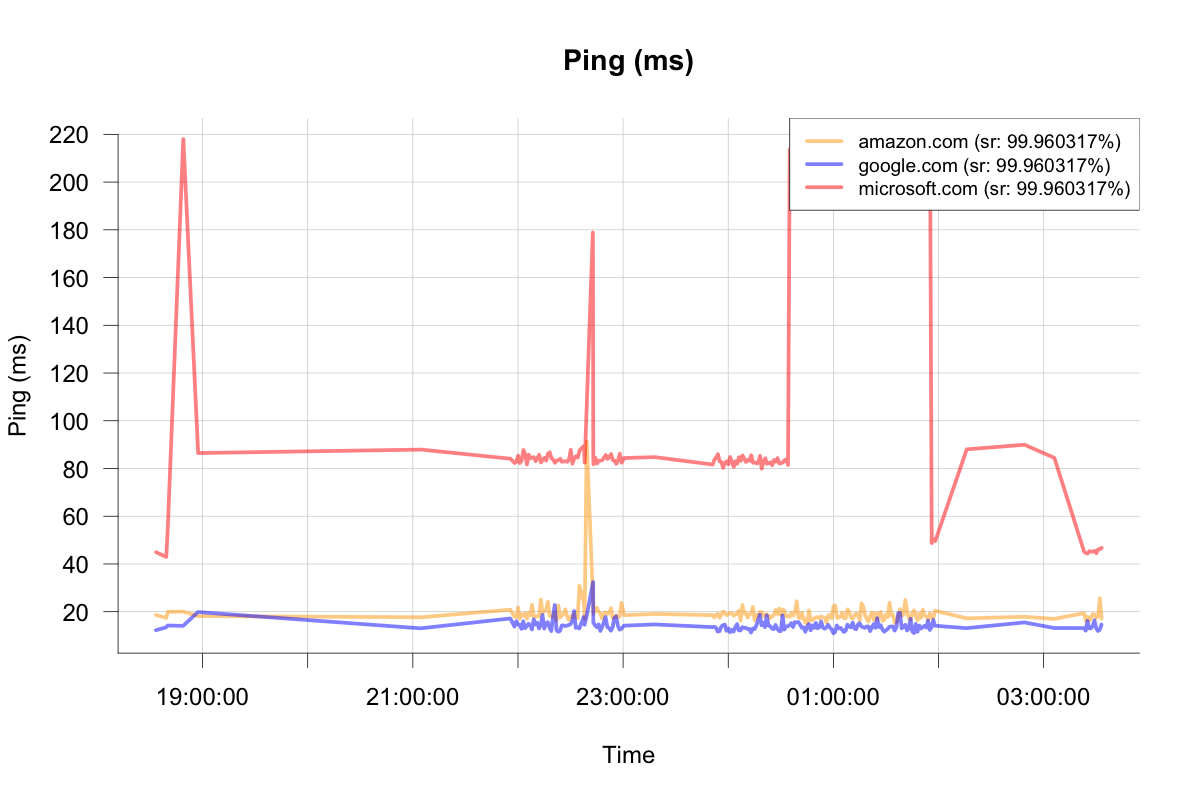 Ping (ms)
220
200
180
160
140
120
100
80
60
40
20
Ping (ms)
amazon.com (sr: 99.960317%)
google.com (sr: 99.960317%)
microsoft.com (sr: 99.960317%)
19:00:00 21:00:00 23:00:00 01:00:00 03:00:00
Time